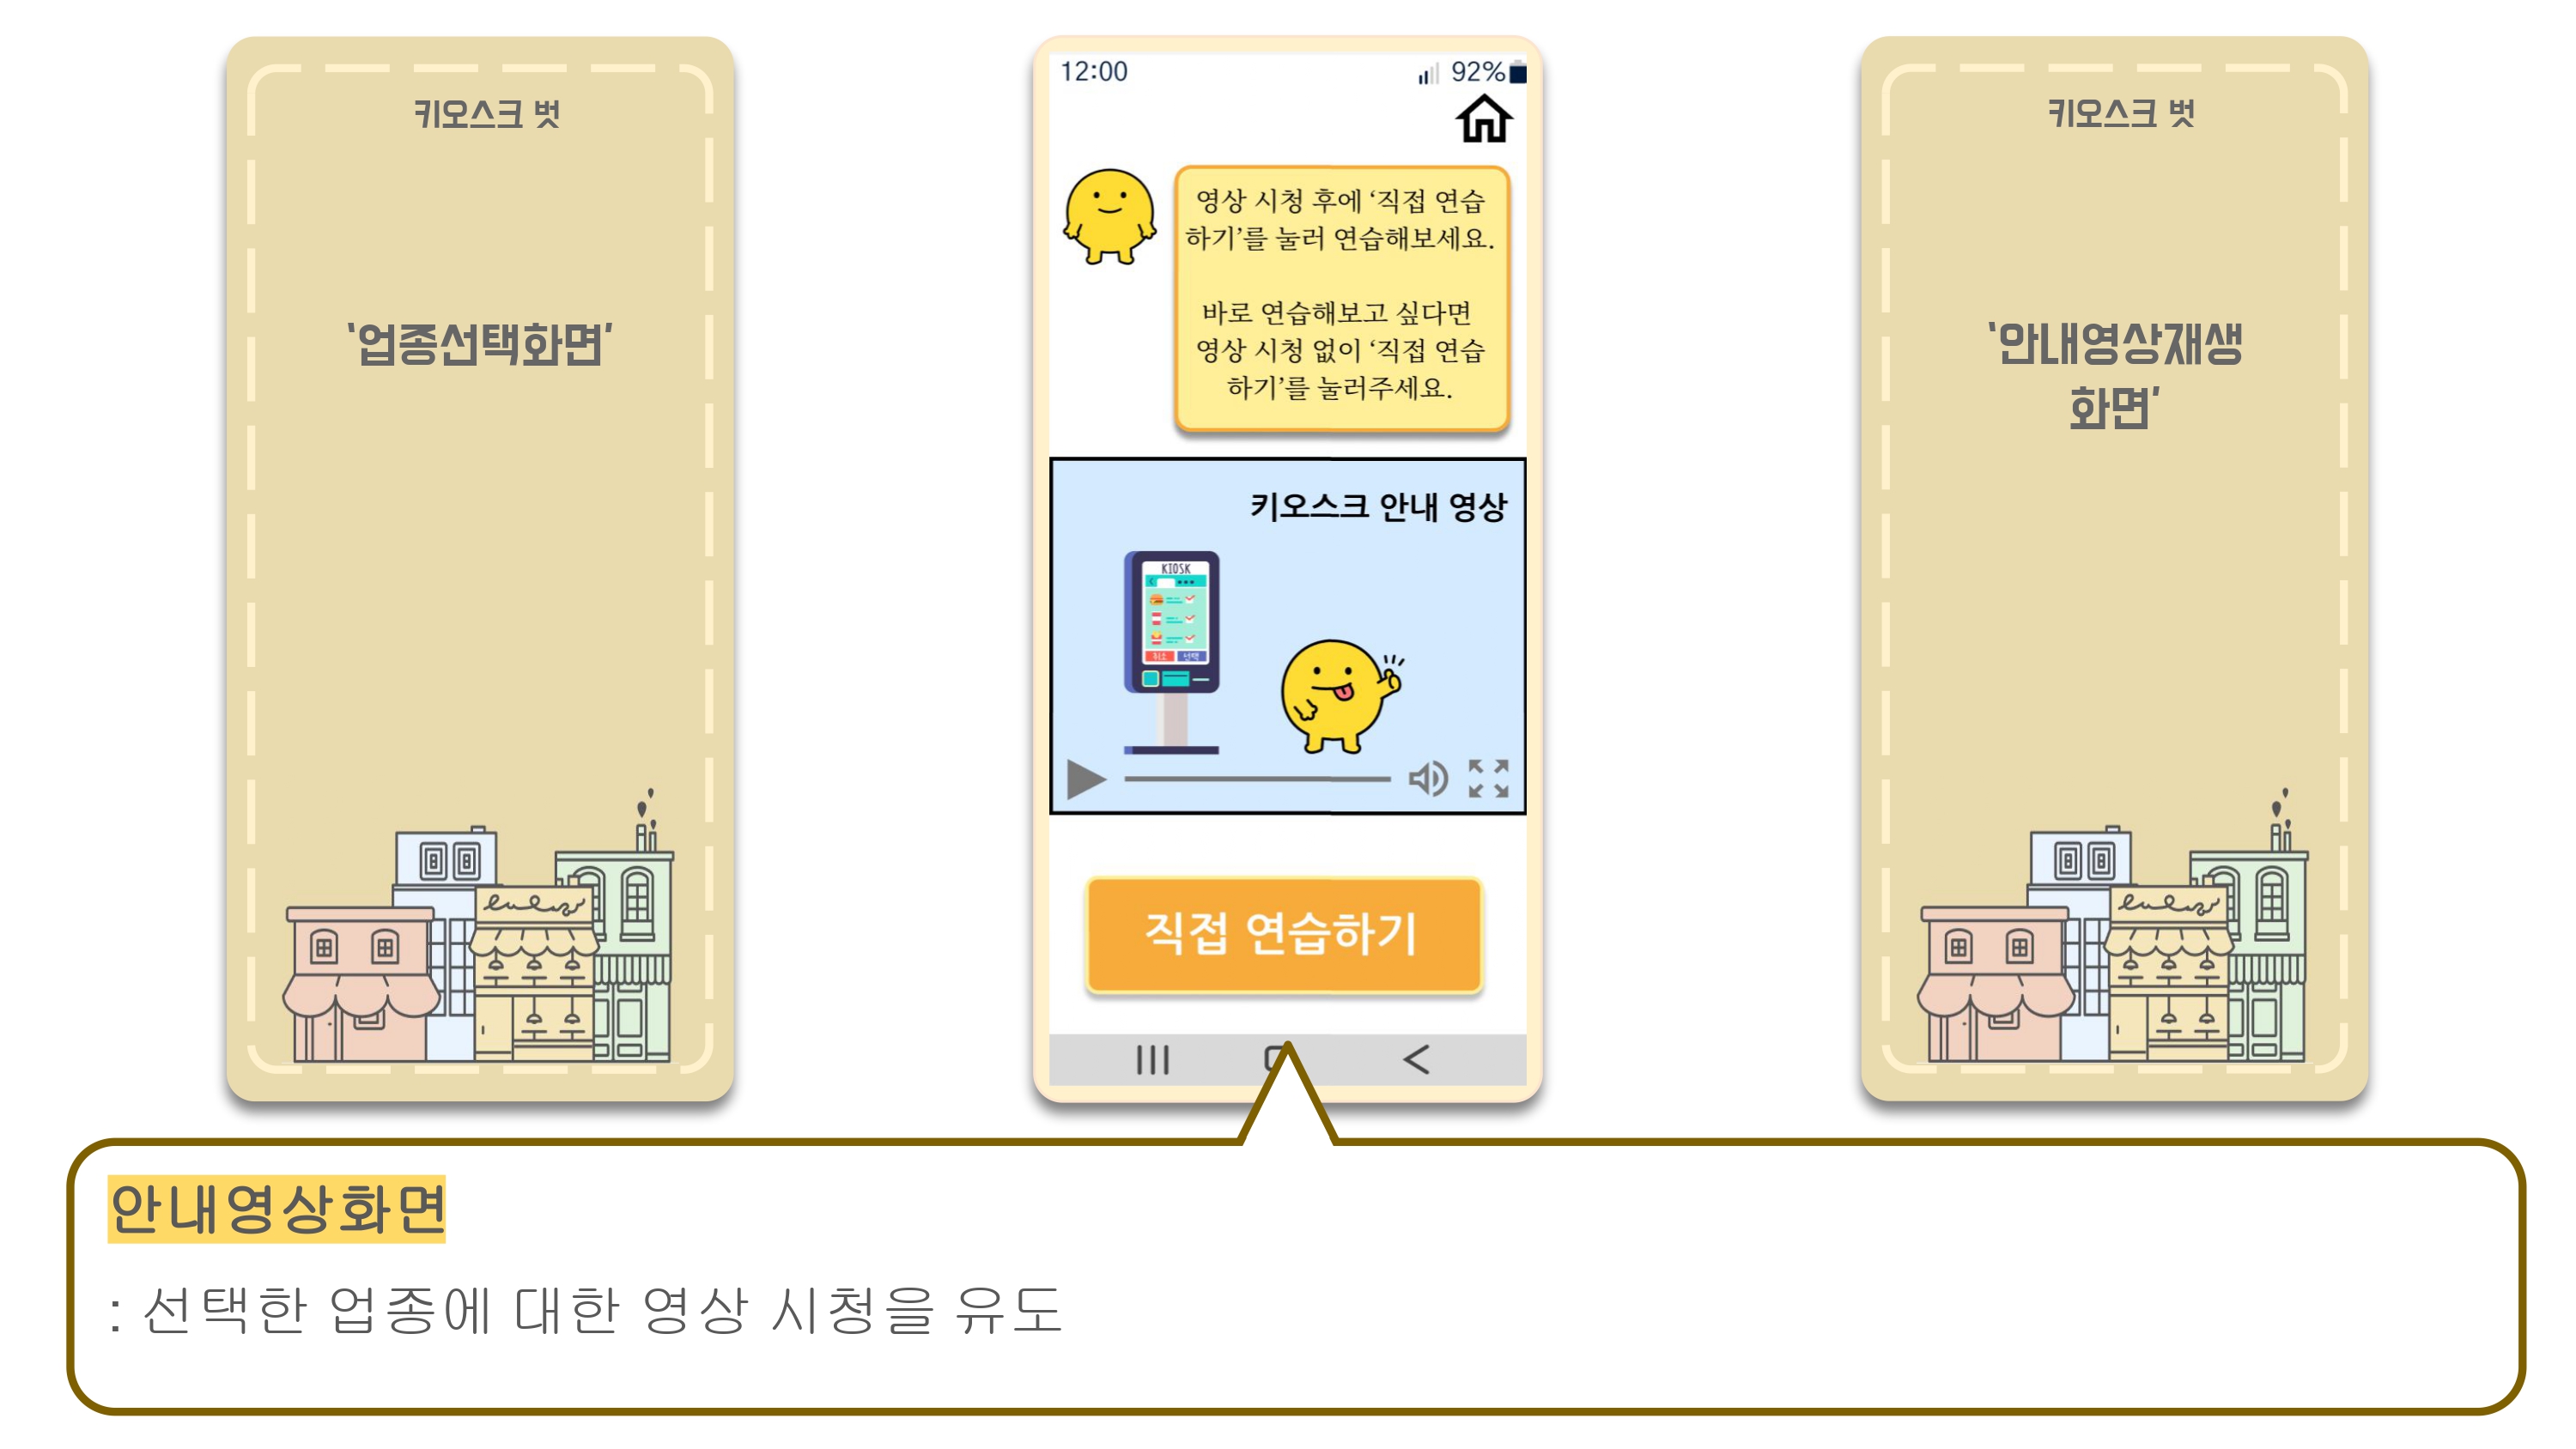 키오스크 벗
‘업종선택화면’
12:00
92%
영상 시청 후에 ‘직접 연습
하기’를 눌러 연습해보세요.
바로 연습해보고 싶다면
영상 시청 없이 ‘직접 연습
하기’를 눌러주세요.
키오스크 안내 영상
KIOSK
취소
선택
직접 연습하기
키오스크 벗
‘안내영상재생
화면’
안내영상화면
: 선택한 업종에 대한 영상 시청을 유도